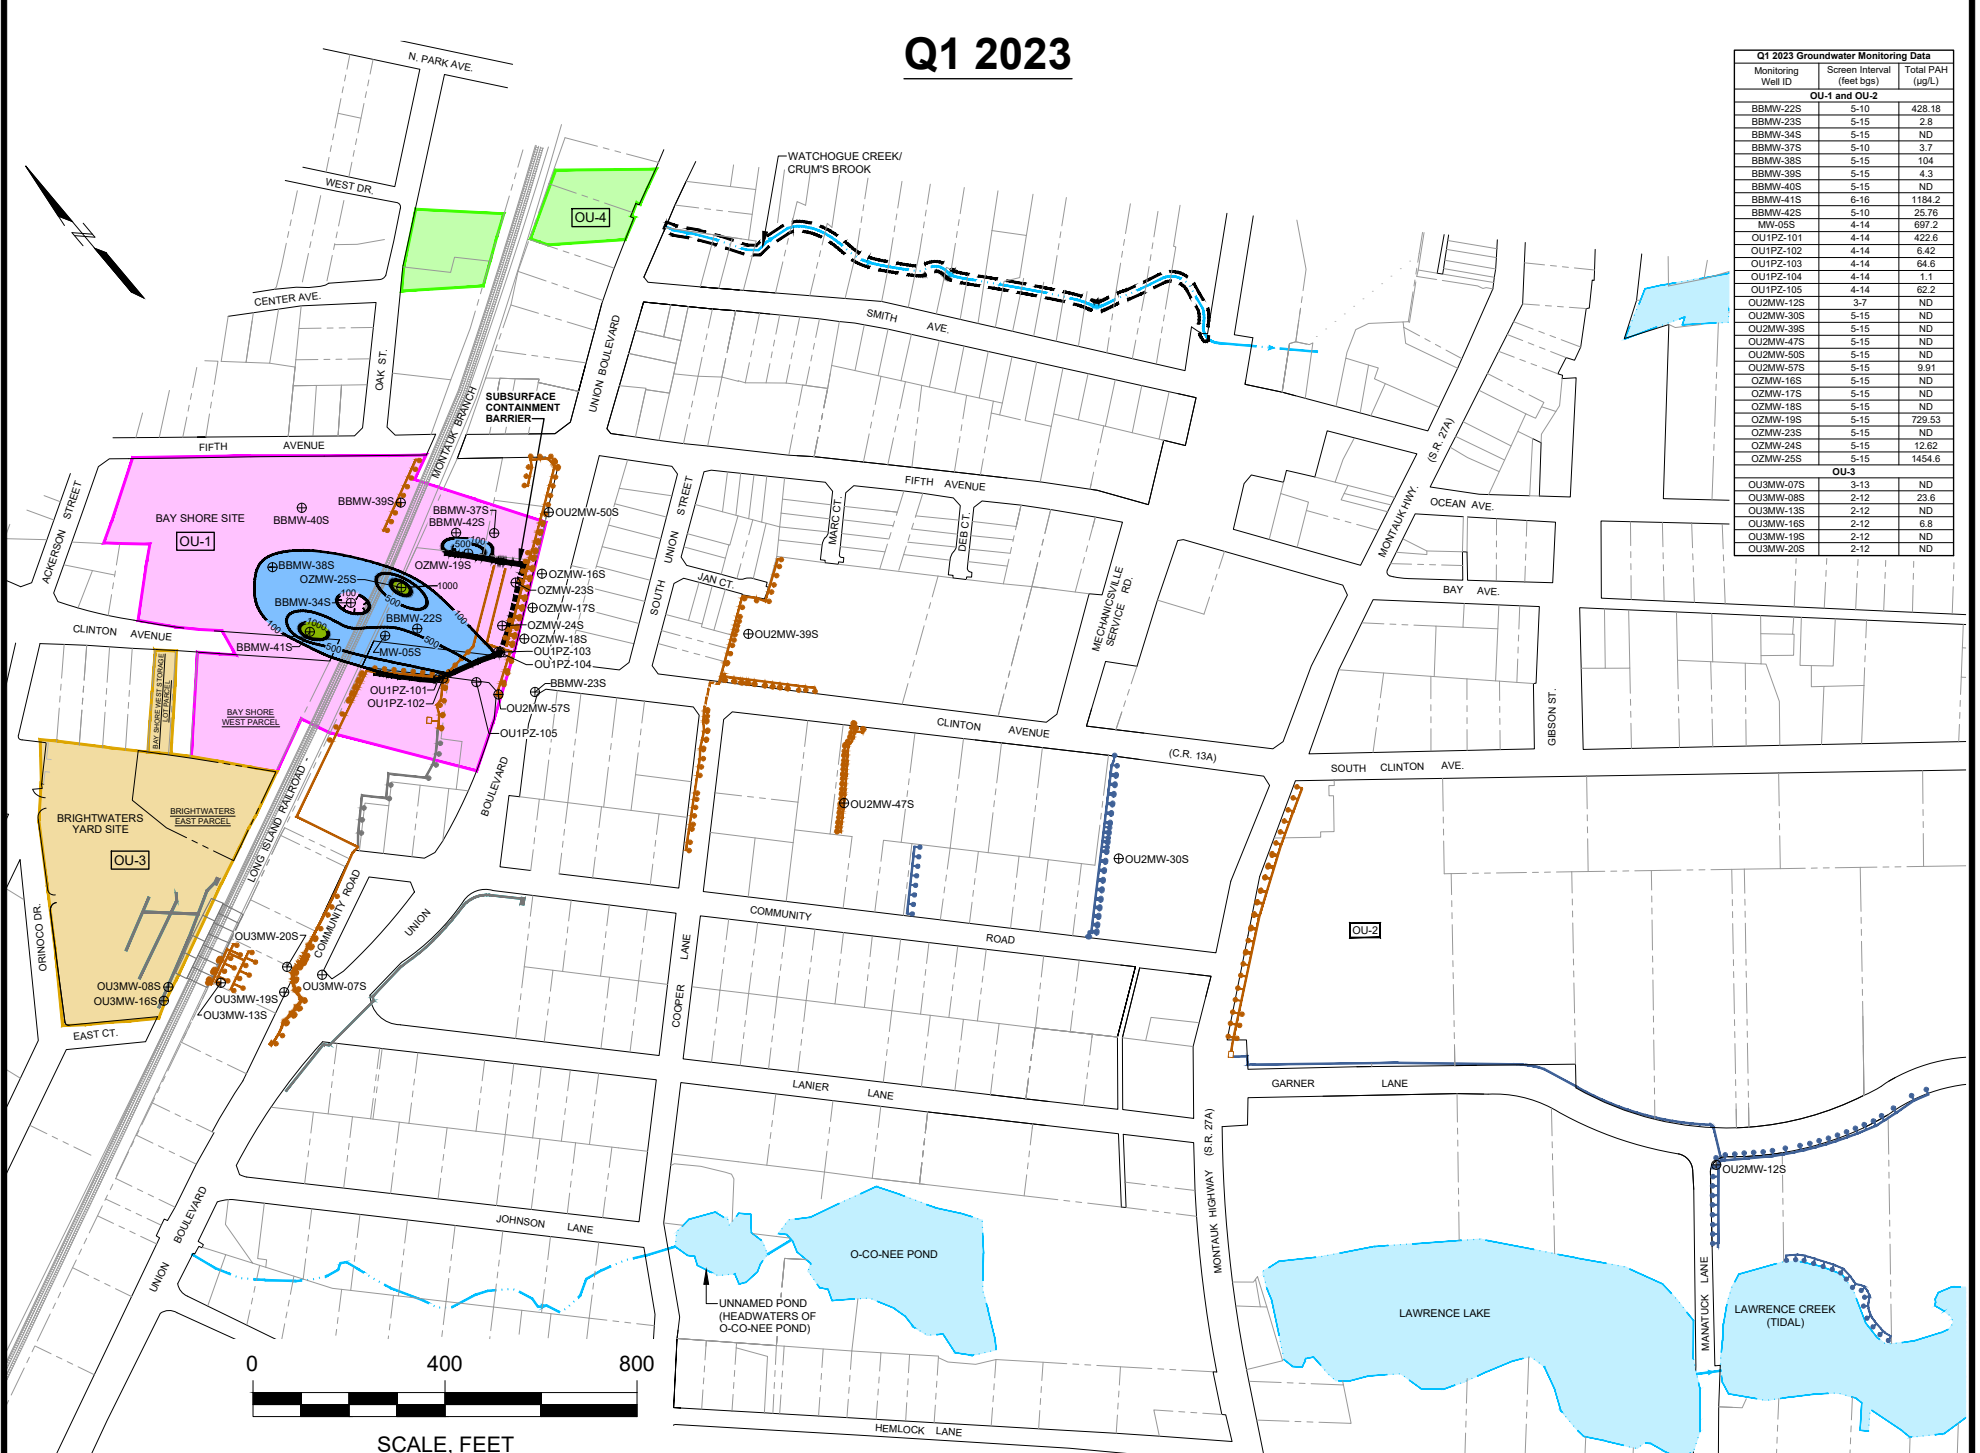 Q1 2023
Q1 2023 Groundwater Monitoring Data
Monitoring Well ID Screen Interval (feet bgs) Total PAH (µg/L)
OU-1 and OU-2
BBMW-22S 5-10 428.18
BBMW-23S 5-15 2.8
BBMW-34S 5-15 ND
BBMW-37S 5-10 3.7
BBMW-38S 5-15 104
BBMW-39S 5-15 4.3
BBMW-40S 5-15 ND
BBMW-41S 6-16 1184.2
BBMW-42S 5-10 25.76
MW-05S 4-14 697.2
OU1PZ-101 4-14 422.6
OU1PZ-102 4-14 6.42
OU1PZ-103 4-14 64.6
OU1PZ-104 4-14 1.1
OU1PZ-105 4-14 62.2
OU2MW-12S 3-7 ND
OU2MW-30S 5-15 ND
OU2MW-39S 5-15 ND
OU2MW-47S 5-15 ND
OU2MW-50S 5-15 ND
OU2MW-57S 5-15 9.91
OZMW-16S 5-15 ND
OZMW-17S 5-15 ND
OZMW-18S 5-15 ND
OZMW-19S 5-15 729.53
OZMW-23S 5-15 ND
OZMW-24S 5-15 12.62
OZMW-25S 5-15 1454.6
OU-3
OU3MW-07S 3-13 ND
OU3MW-08S 2-12 23.6
OU3MW-13S 2-12 ND
OU3MW-16S 2-12 6.8
OU3MW-19S 2-12 ND
OU3MW-20S 2-12 ND
N. PARK AVE.
WEST DR.
CENTER AVE.
OAK ST.
N
OU-4
WATCHOGUE CREEK/
CRUM'S BROOK
SMITH AVE.
UNION BOULEVARD
MONTAUK BRANCH
SUBSURFACE
CONTAINMENT
BARRIER
FIFTH AVENUE
FIFTH AVENUE
ACKERSON STREET
BAY SHORE SITE
OU-1
BBMW-40S
BBMW-39S
BBMW-37S
BBMW-42S
500
100
OZMW-19S
OU2MW-50S
BBMW-38S
OZMW-25S
1000
500
100
BBMW-34S
100
BBMW-22S
500
1000
500
100
BBMW-41S
MW-05S
OZMW-16S
OZMW-23S
OZMW-17S
OZMW-24S
OZMW-18S
OU1PZ-103
OU1PZ-104
OU1PZ-101
OU1PZ-102
BBMW-23S
OU2MW-57S
OU1PZ-105
CLINTON AVENUE
BAY SHORE WEST STORAGE
LOT PARCEL
BAY SHORE
WEST PARCEL
BRIGHTWATERS
YARD SITE
BRIGHTWATERS
EAST PARCEL
OU-3
LONG ISLAND RAILROAD
ORINOCO DR.
EAST CT.
OU3MW-08S
OU3MW-16S
OU3MW-20S
OU3MW-19S
OU3MW-13S
OU3MW-07S
COMMUNITY ROAD
UNION
BOULEVARD
SOUTH UNION STREET
JAN CT.
MARC CT.
DEB CT.
OU2MW-39S
MECHANICSVILLE
SERVICE RD.
MONTAUK HWY.
(S.R. 27A)
OCEAN AVE.
BAY AVE.
GIBSON ST.
CLINTON AVENUE
(C.R. 13A)
SOUTH CLINTON AVE.
OU2MW-47S
OU2MW-30S
OU-2
COMMUNITY ROAD
COOPER LANE
LANIER LANE
GARNER LANE
MONTAUK HIGHWAY (S.R. 27A)
OU2MW-12S
MANATUCK LANE
JOHNSON LANE
UNION BOULEVARD
O-CO-NEE POND
UNNAMED POND
(HEADWATERS OF
O-CO-NEE POND)
LAWRENCE LAKE
LAWRENCE CREEK
(TIDAL)
HEMLOCK LANE
0 400 800
SCALE, FEET